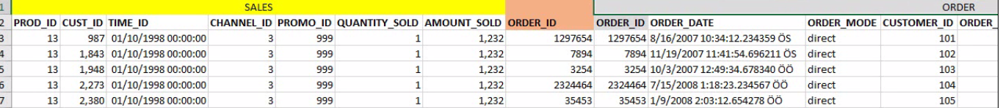 1 SALES ORDER
2 PROD_ID CUST_ID TIME_ID CHANNEL_ID PROMO_ID QUANTITY_SOLD AMOUNT_SOLD ORDER_ID ORDER_ID ORDER_DATE ORDER_MODE CUSTOMER_ID ORDER_
3 13 987 01/10/1998 00:00:00 3 999 1 1,232 1297654 1297654 8/16/2007 10:34:12.234359 ÖS direct 101
4 13 1,843 01/10/1998 00:00:00 3 999 1 1,232 7894 7894 11/19/2007 11:41:54.696211 ÖS direct 102
5 13 1,948 01/10/1998 00:00:00 3 999 1 1,232 3254 3254 10/3/2007 12:49:34.678340 ÖÖ direct 103
6 13 2,273 01/10/1998 00:00:00 3 999 1 1,232 2324464 2324464 7/15/2008 1:18:23.234567 ÖÖ direct 104
7 13 2,380 01/10/1998 00:00:00 3 999 1 1,232 35453 35453 1/9/2008 2:03:12.654278 ÖÖ direct 105